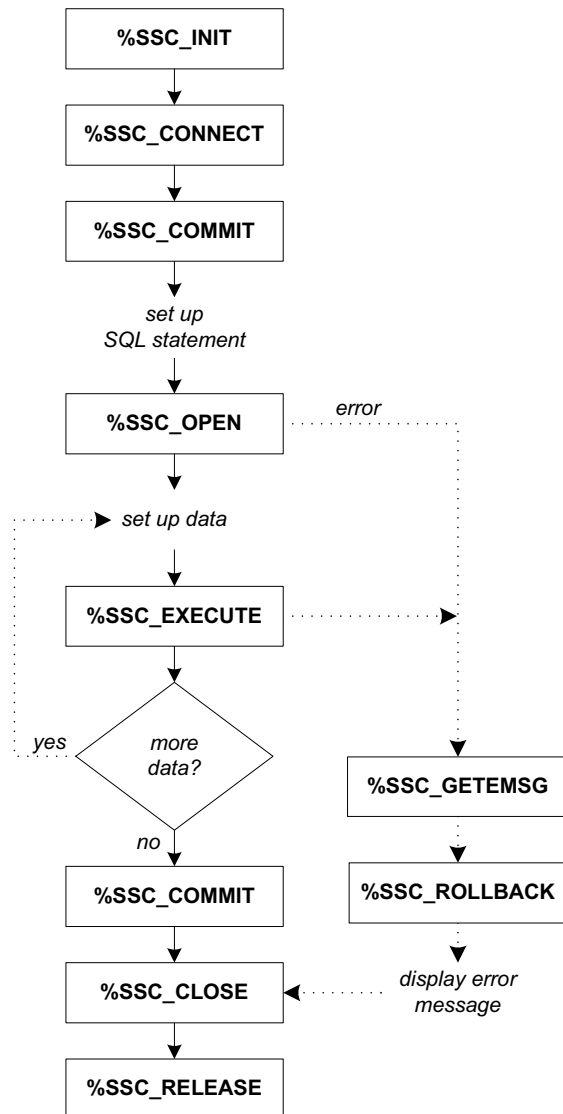 %SSC_INIT
%SSC_CONNECT
%SSC_COMMIT
set up
SQL statement
%SSC_OPEN
error
set up data
%SSC_EXECUTE
yes
more
data?
no
%SSC_GETEMSG
%SSC_COMMIT
%SSC_ROLLBACK
%SSC_CLOSE
display error
message
%SSC_RELEASE